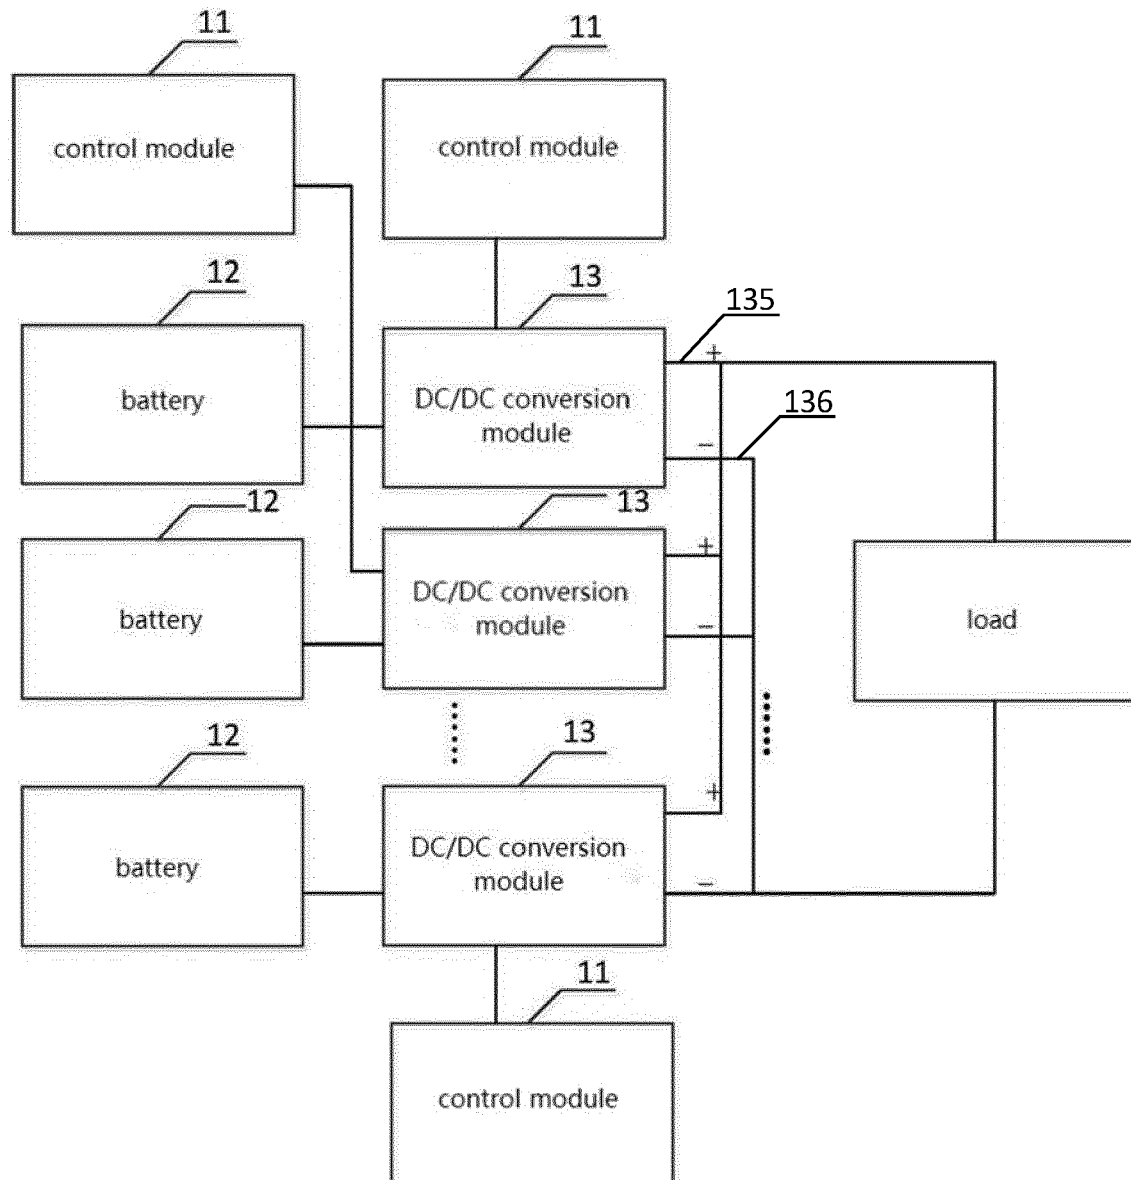 11
11
control module
control module
12
13
135
+
battery
DC/DC conversion
module
136
−
12
13
+
battery
DC/DC conversion
module
−
load
12
13
+
battery
DC/DC conversion
module
−
11
control module